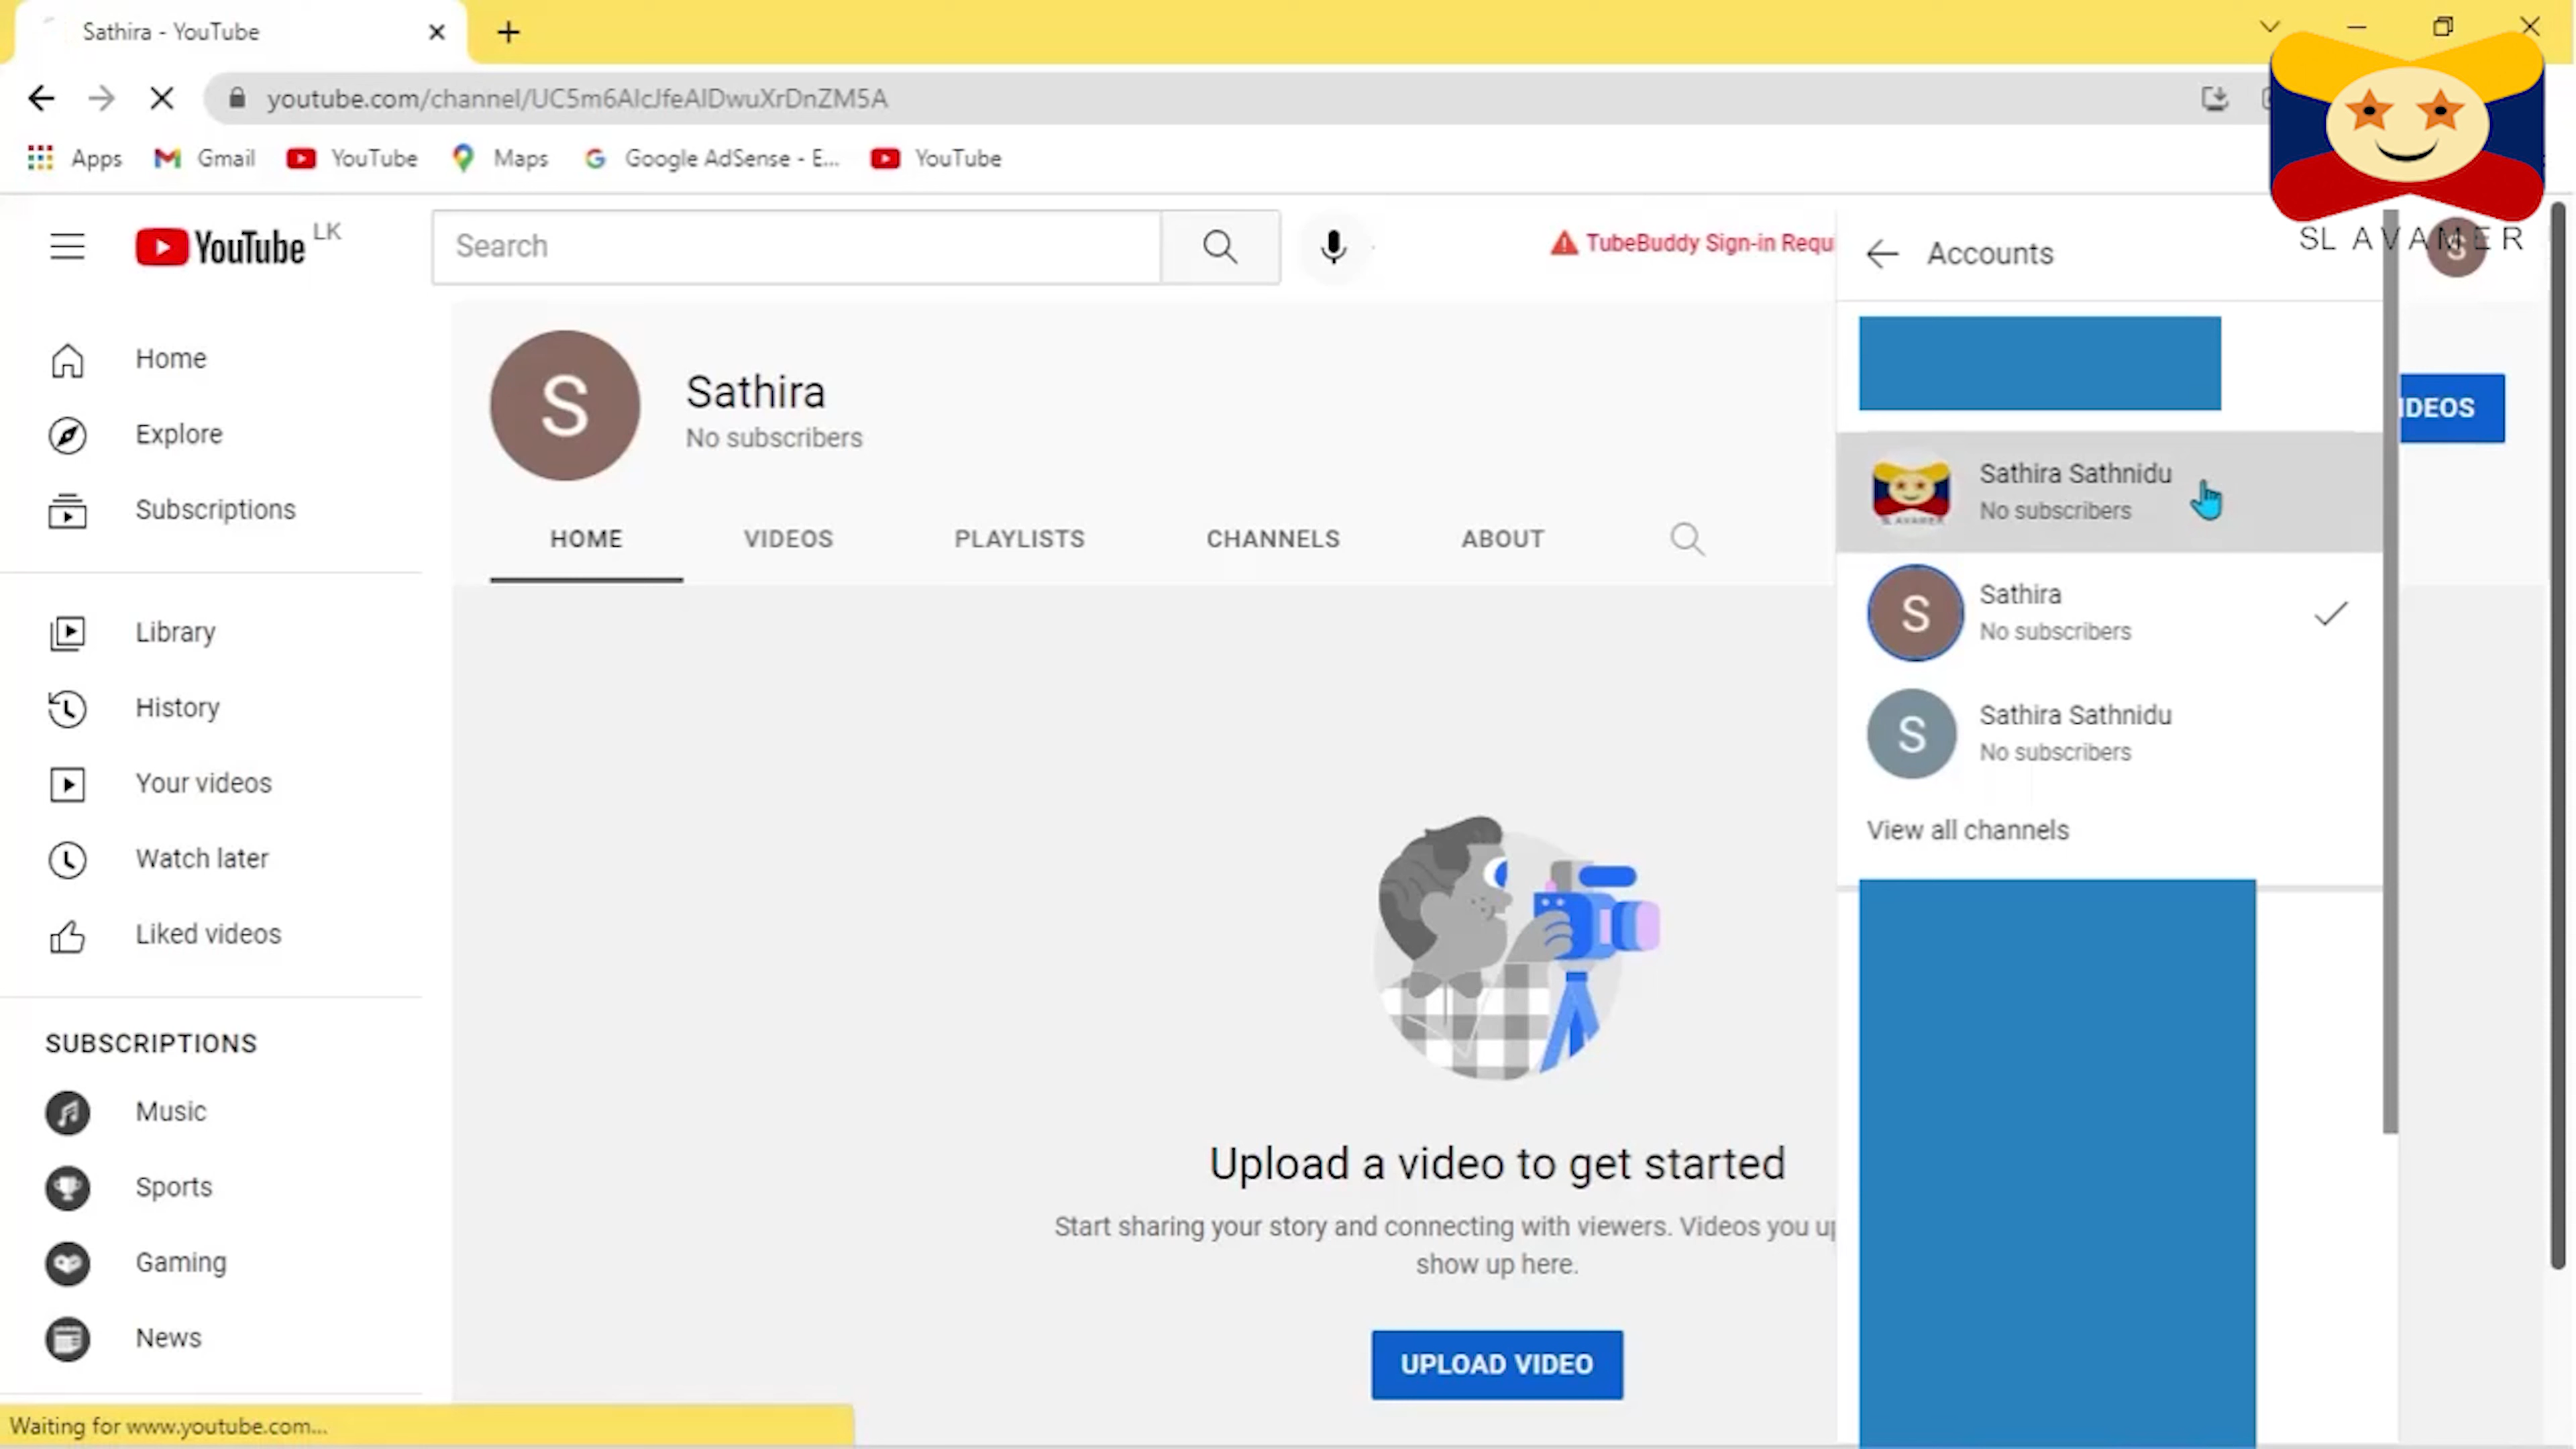 Sathira - YouTube
youtube.com/channel/UC5m6AlcJfeAlDwuXrDnZM5A
Apps
Gmail
YouTube
Maps
Google AdSense - E...
YouTube
SL AVAMER
YouTube LK
Search
TubeBuddy Sign-in Requ
Accounts
S
Home
Explore
Subscriptions
Library
History
Your videos
Watch later
Liked videos
SUBSCRIPTIONS
Music
Sports
Gaming
News
S
Sathira
No subscribers
HOME
VIDEOS
PLAYLISTS
CHANNELS
ABOUT
IDEOS
Sathira Sathnidu
No subscribers
S
Sathira
No subscribers
S
Sathira Sathnidu
No subscribers
View all channels
Upload a video to get started
Start sharing your story and connecting with viewers. Videos you up
show up here.
UPLOAD VIDEO
Waiting for www.youtube.com...